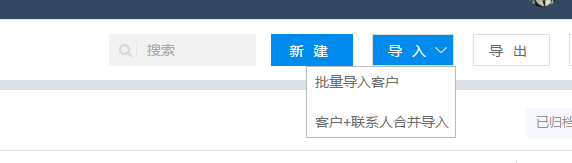 搜索
新 建
导 入
导 出
批量导入客户
客户+联系人合并导入
已归档